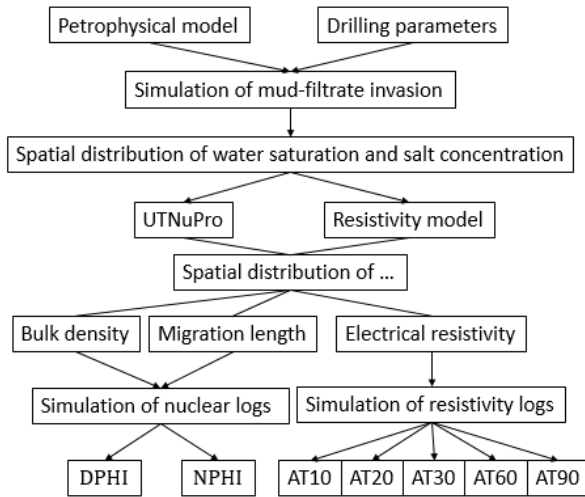 Petrophysical model
Drilling parameters
Simulation of mud-filtrate invasion
Spatial distribution of water saturation and salt concentration
UTNuPro
Resistivity model
Spatial distribution of ...
Bulk density
Migration length
Electrical resistivity
Simulation of nuclear logs
Simulation of resistivity logs
DPHI
NPHI
AT10
AT20
AT30
AT60
AT90